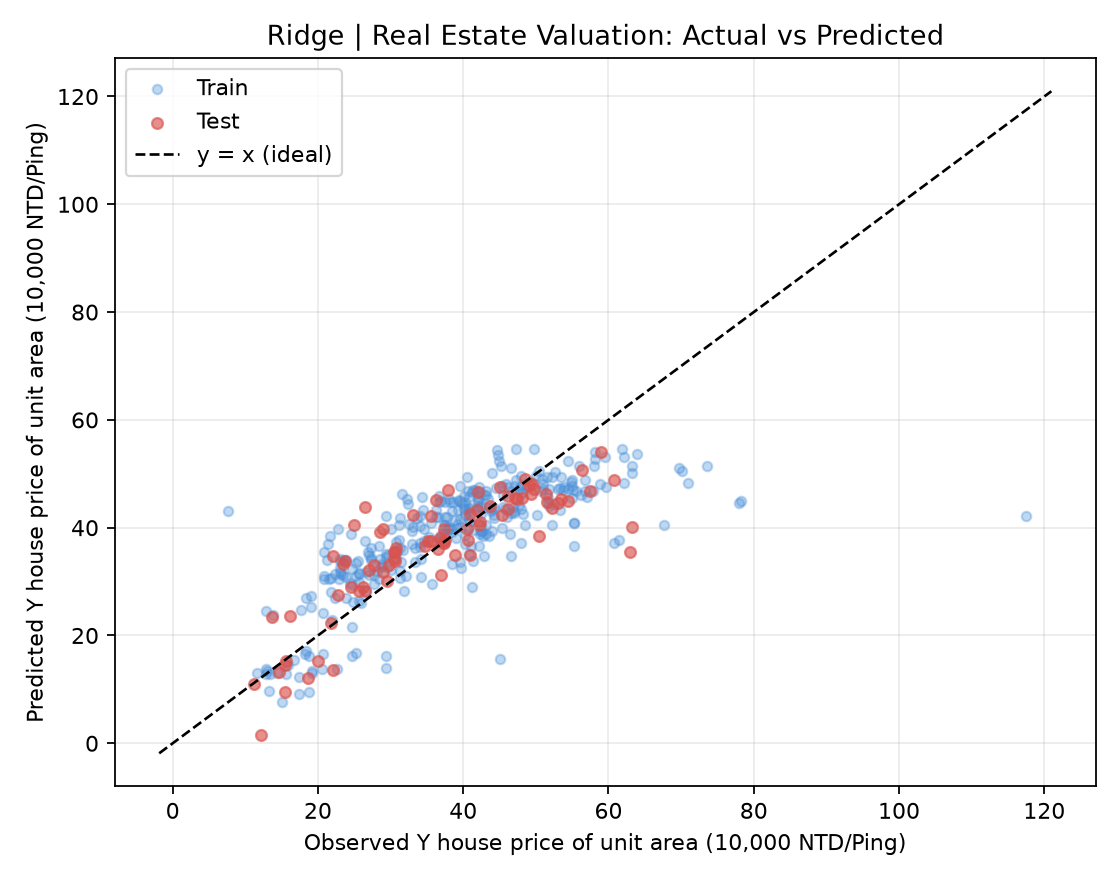 Ridge | Real Estate Valuation: Actual vs Predicted
Train
Test
y = x (ideal)
Predicted Y house price of unit area (10,000 NTD/Ping)
120
100
80
60
40
20
0
0 20 40 60 80 100 120
Observed Y house price of unit area (10,000 NTD/Ping)